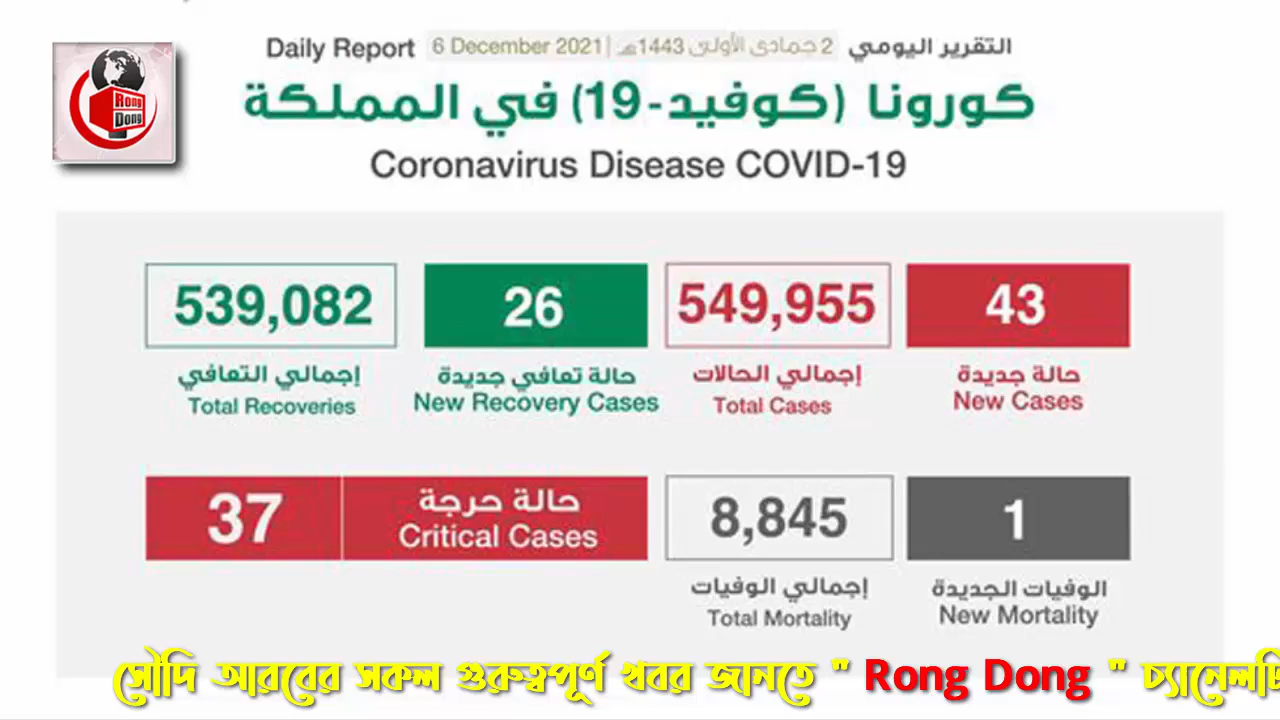 Rong
Dong
Daily Report 6 December 2021 | 2 جمادى الأولى 1443هـ التقرير اليومي
كورونا (كوفيد-19) في المملكة
Coronavirus Disease COVID-19
539,082
إجمالي التعافي
Total Recoveries
26
حالة تعافي جديدة
New Recovery Cases
549,955
إجمالي الحالات
Total Cases
43
حالة جديدة
New Cases
37
حالة حرجة
Critical Cases
8,845
إجمالي الوفيات
Total Mortality
1
الوفيات الجديدة
New Mortality
সৌদি আরবের সকল গুরুত্বপূর্ণ খবর জানতে " Rong Dong " চ্যানেলটি